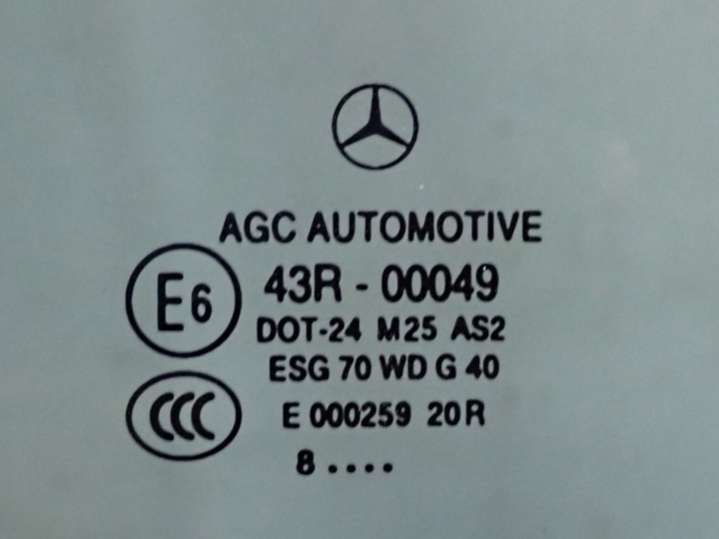 AGC AUTOMOTIVE
E6 43R - 00049
DOT-24 M25 AS2
ESG 70 WD G 40
CCC E 000259 20R
8 ....